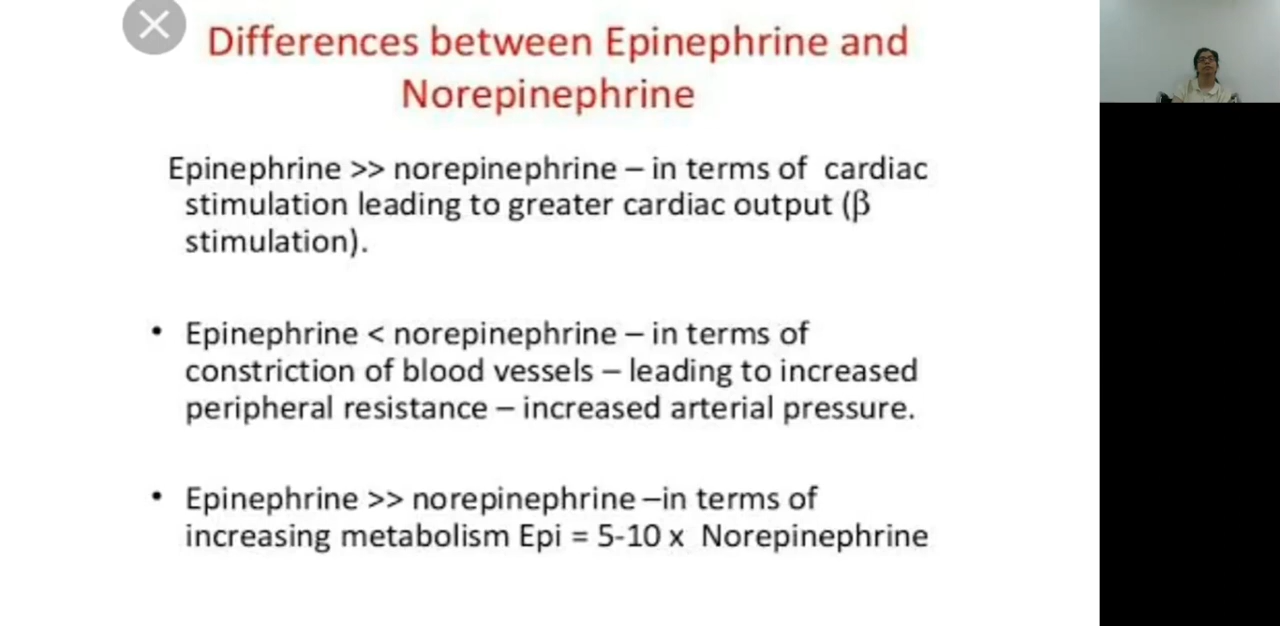 Differences between Epinephrine and
Norepinephrine
Epinephrine >> norepinephrine – in terms of cardiac
stimulation leading to greater cardiac output (β
stimulation).
• Epinephrine < norepinephrine – in terms of
constriction of blood vessels – leading to increased
peripheral resistance – increased arterial pressure.
• Epinephrine >> norepinephrine –in terms of
increasing metabolism Epi = 5-10 x Norepinephrine